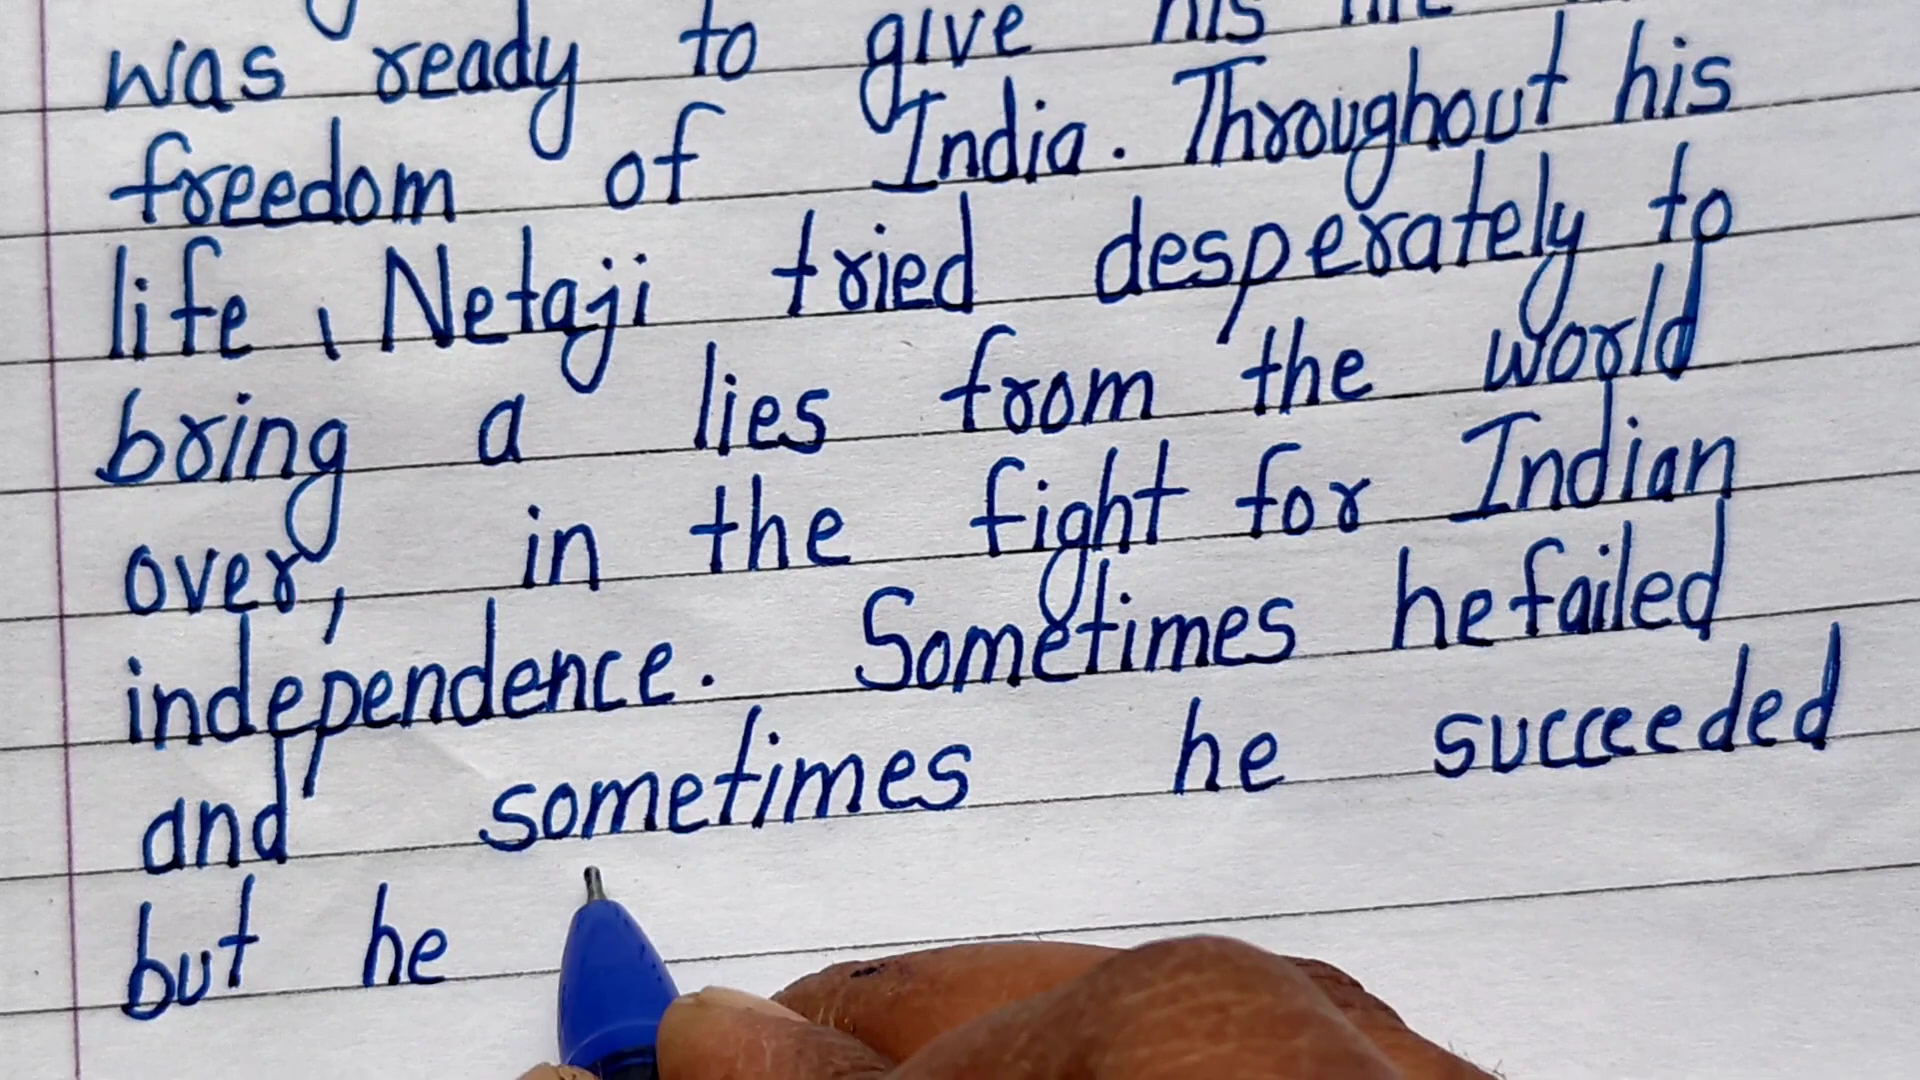 was ready to give his
freedom of India. Throughout his
life, Netaji tried desperately to
bring a lies from the world
over, in the fight for Indian
independence. Sometimes he failed
and sometimes he succeeded
but he